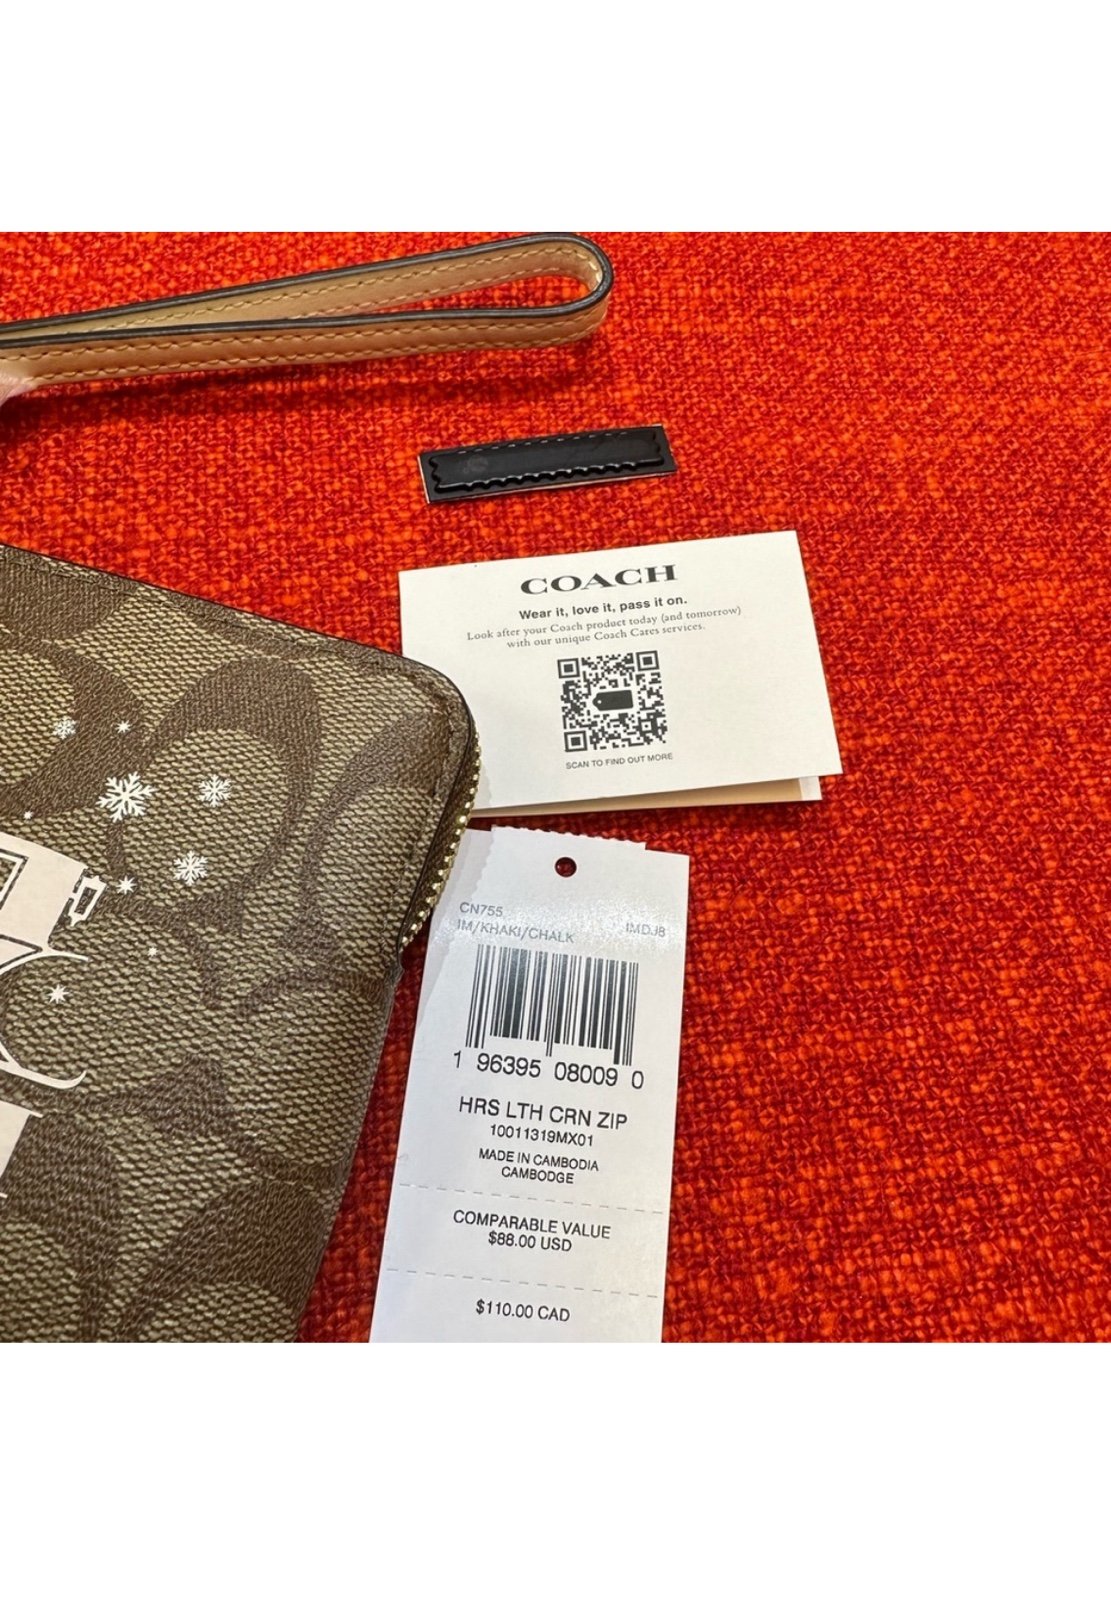 COACH
Wear it, love it, pass it on.
Look after your Coach product today (and tomorrow)
with our unique Coach Cares services.
SCAN TO FIND OUT MORE
CN755
IM/KHAKI/CHALK IMDJ8
1 96395 08009 0
HRS LTH CRN ZIP
10011319MX01
MADE IN CAMBODIA
CAMBODGE
COMPARABLE VALUE
$88.00 USD
$110.00 CAD